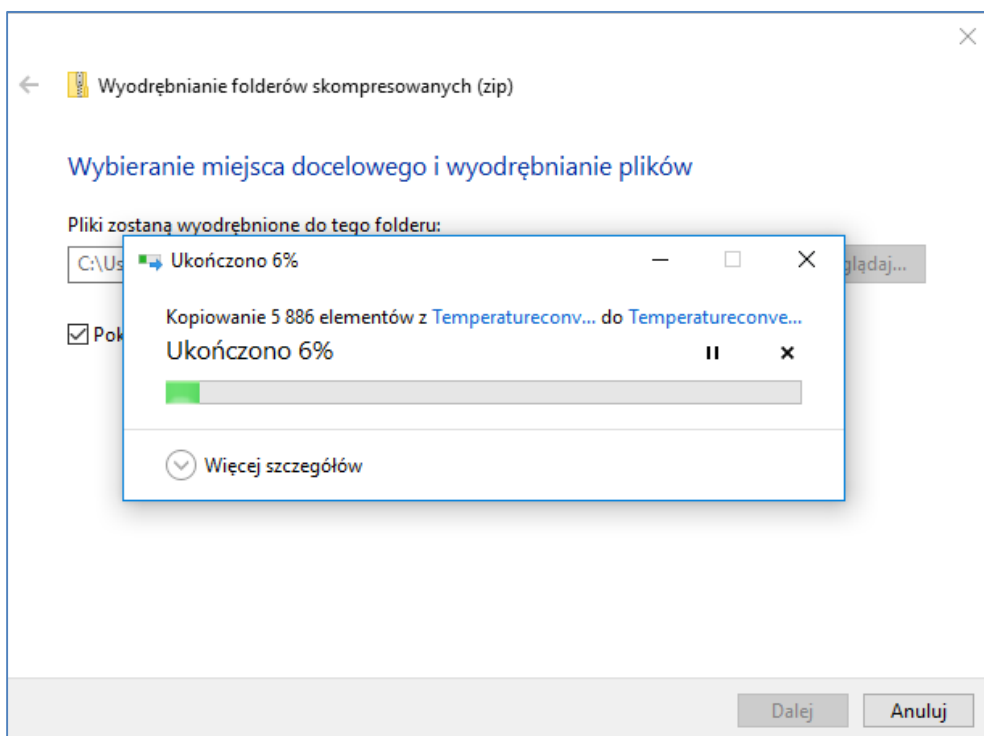 Wyodrębnianie folderów skompresowanych (zip)
Wybieranie miejsca docelowego i wyodrębnianie plików
Pliki zostaną wyodrębnione do tego folderu:
C:\Us
glądaj...
Pok
Ukończono 6%
Kopiowanie 5 886 elementów z Temperatureconv... do Temperatureconve...
Ukończono 6%
Więcej szczegółów
Dalej
Anuluj